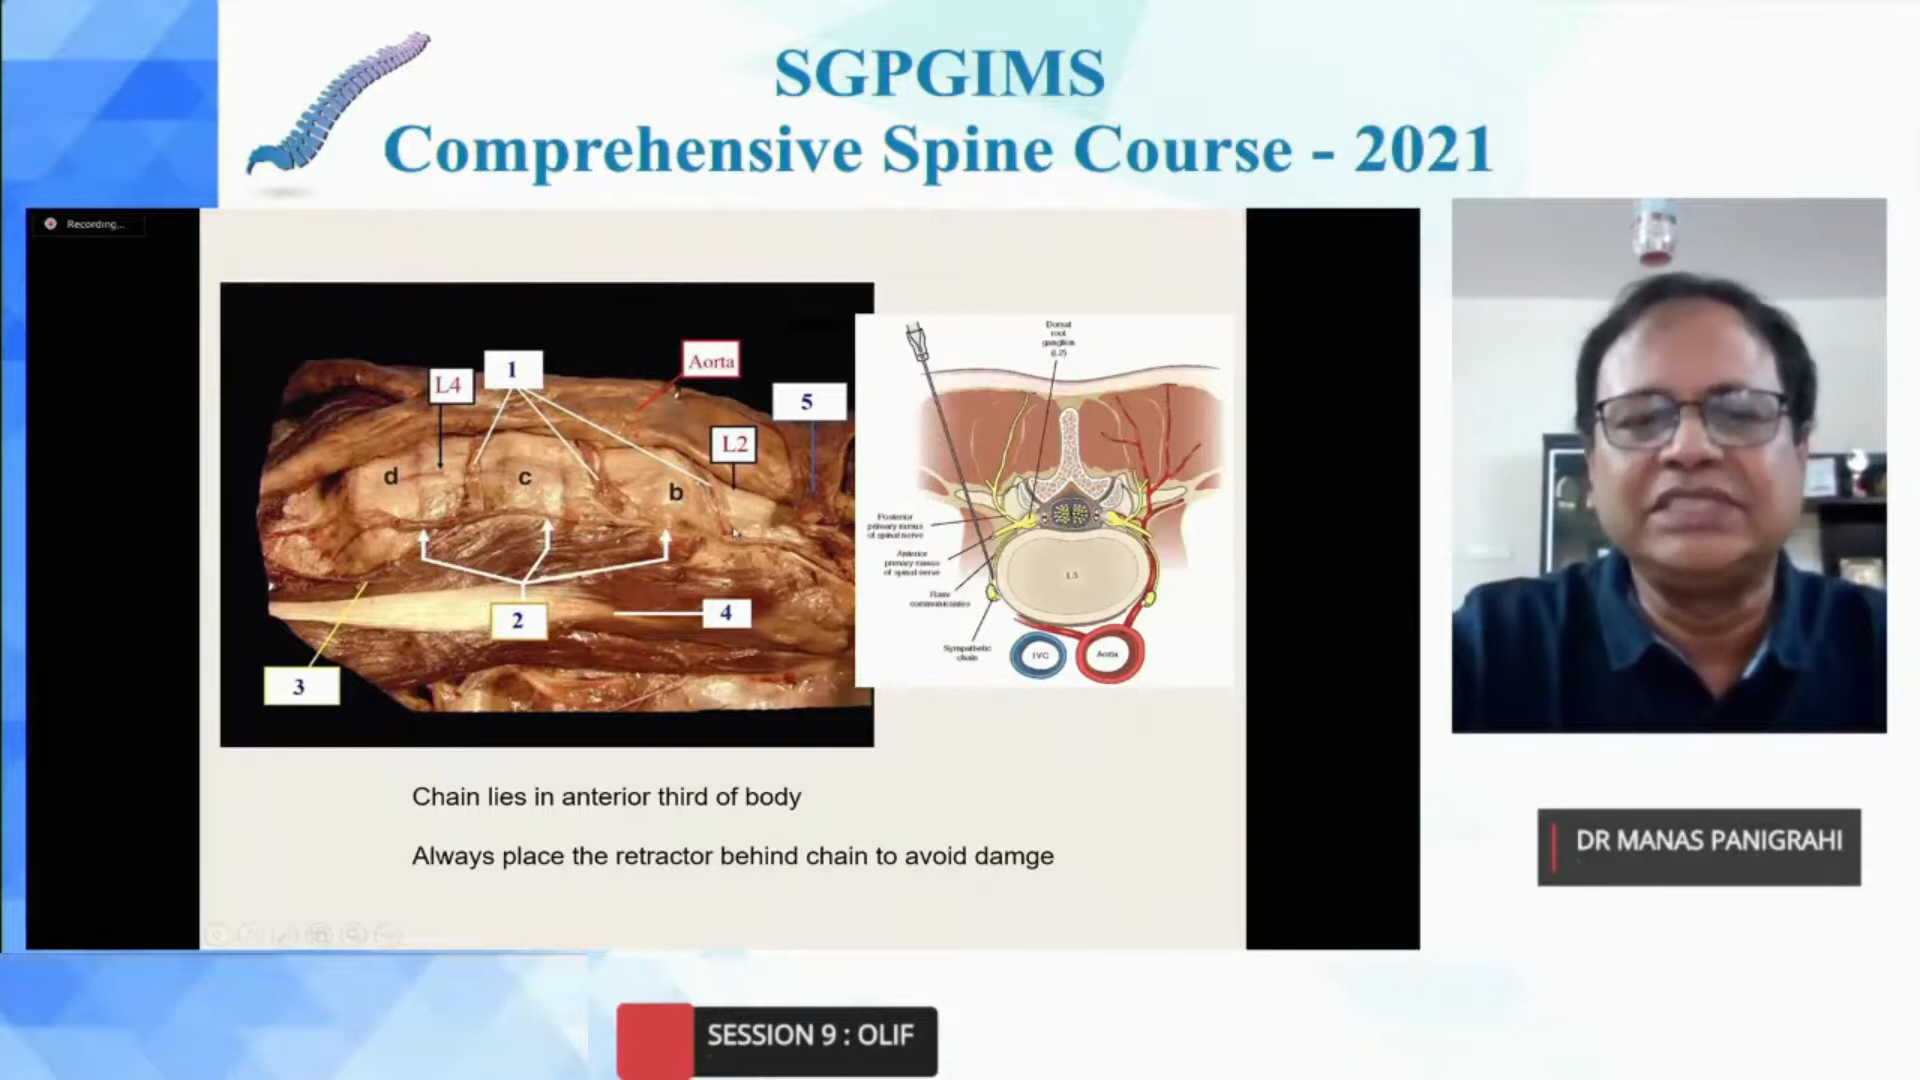 SGPGIMS
Comprehensive Spine Course - 2021
Recording...
1
Aorta
L4
5
L2
d
c
b
2
4
3
Dorsal
root
ganglion
(L2)
Posterior
primary ramus
of spinal nerve
Anterior
primary ramus
of spinal nerve
Rami
communicantes
Sympathetic
chain
L3
IVC
Aorta
Chain lies in anterior third of body
Always place the retractor behind chain to avoid damge
DR MANAS PANIGRAHI
SESSION 9 : OLIF